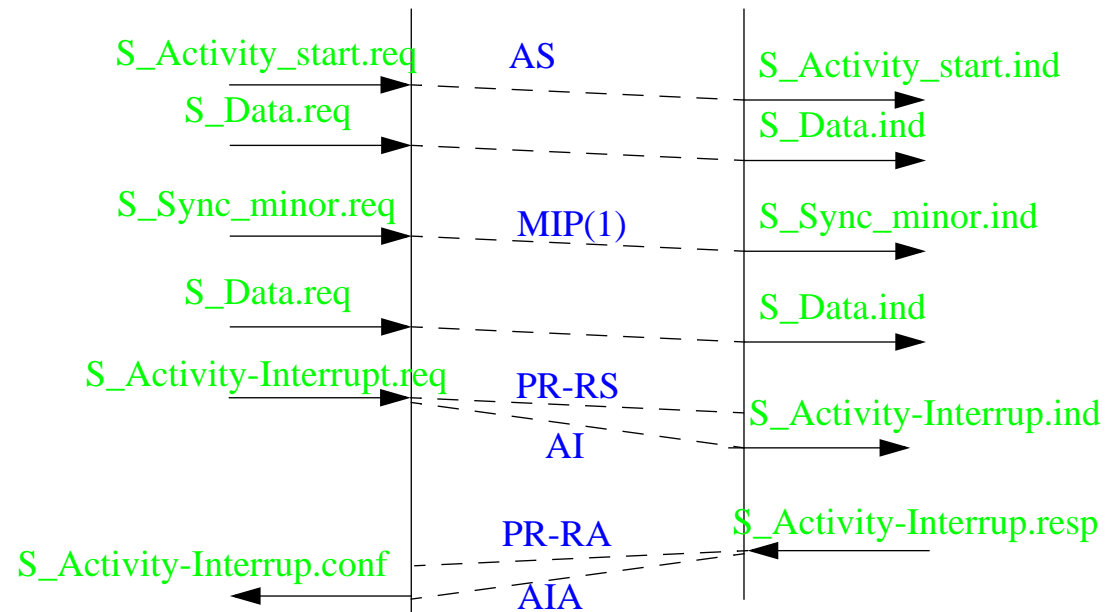 S_Activity_start.req
AS
S_Activity_start.ind
S_Data.req
S_Data.ind
S_Sync_minor.req
MIP(1)
S_Sync_minor.ind
S_Data.req
S_Data.ind
S_Activity-Interrupt.req
PR-RS
S_Activity-Interrup.ind
AI
S_Activity-Interrup.resp
PR-RA
S_Activity-Interrup.conf
AIA